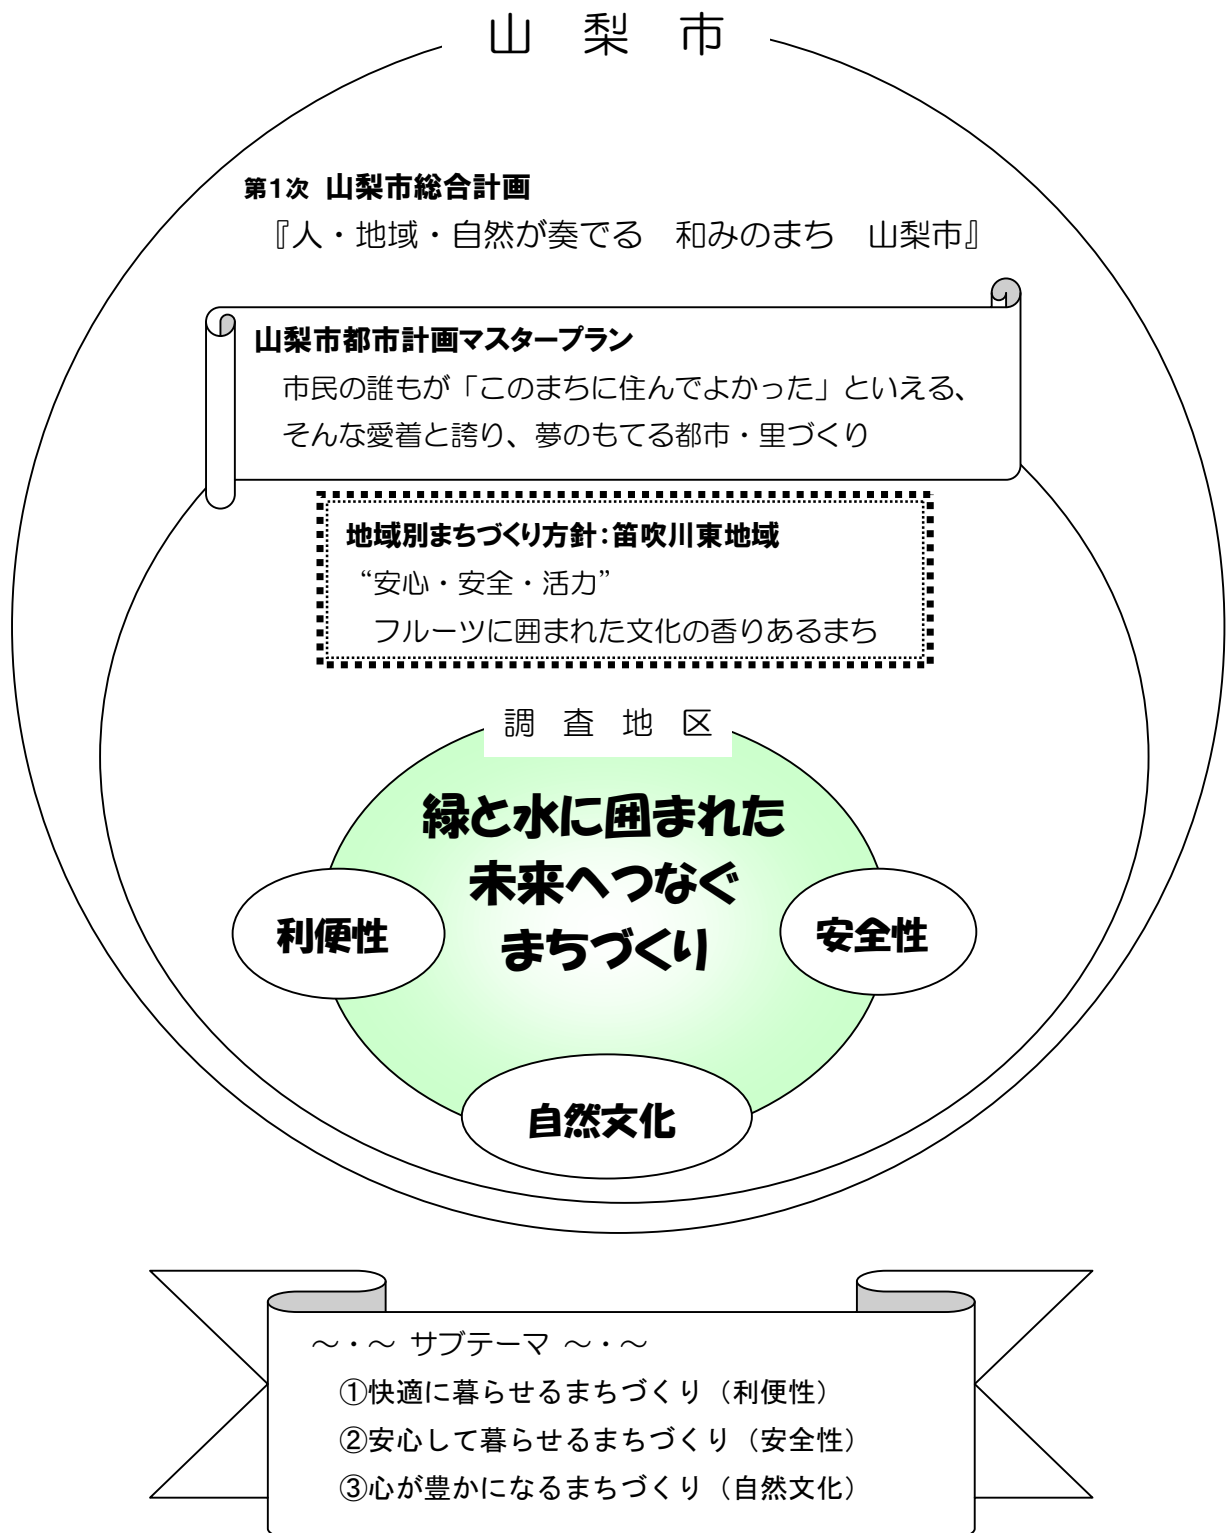 山 梨 市
第1次 山梨市総合計画
『人・地域・自然が奏でる 和みのまち 山梨市』
山梨市都市計画マスタープラン
市民の誰もが「このまちに住んでよかった」といえる、
そんな愛着と誇り、夢のもてる都市・里づくり
地域別まちづくり方針：笛吹川東地域
“安心・安全・活力”
フルーツに囲まれた文化の香りあるまち
調 査 地 区
緑と水に囲まれた
未来へつなぐ
まちづくり
利便性
安全性
自然文化
～・～ サブテーマ ～・～
①快適に暮らせるまちづくり（利便性）
②安心して暮らせるまちづくり（安全性）
③心が豊かになるまちづくり（自然文化）